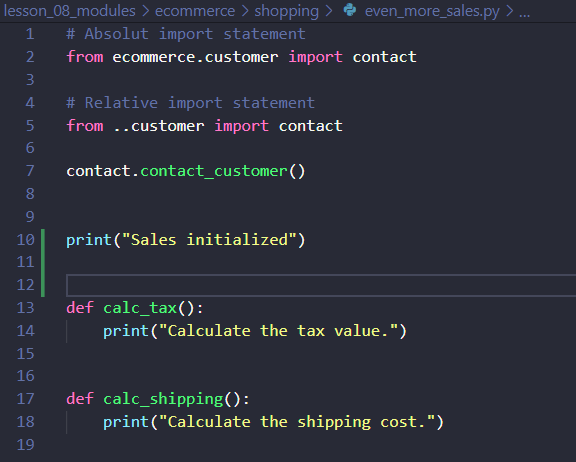 lesson_08_modules > ecommerce > shopping > even_more_sales.py > ...
1 # Absolut import statement
2 from ecommerce.customer import contact
3
4 # Relative import statement
5 from ..customer import contact
6
7 contact.contact_customer()
8
9
10 print("Sales initialized")
11
12
13 def calc_tax():
14     print("Calculate the tax value.")
15
16
17 def calc_shipping():
18     print("Calculate the shipping cost.")
19